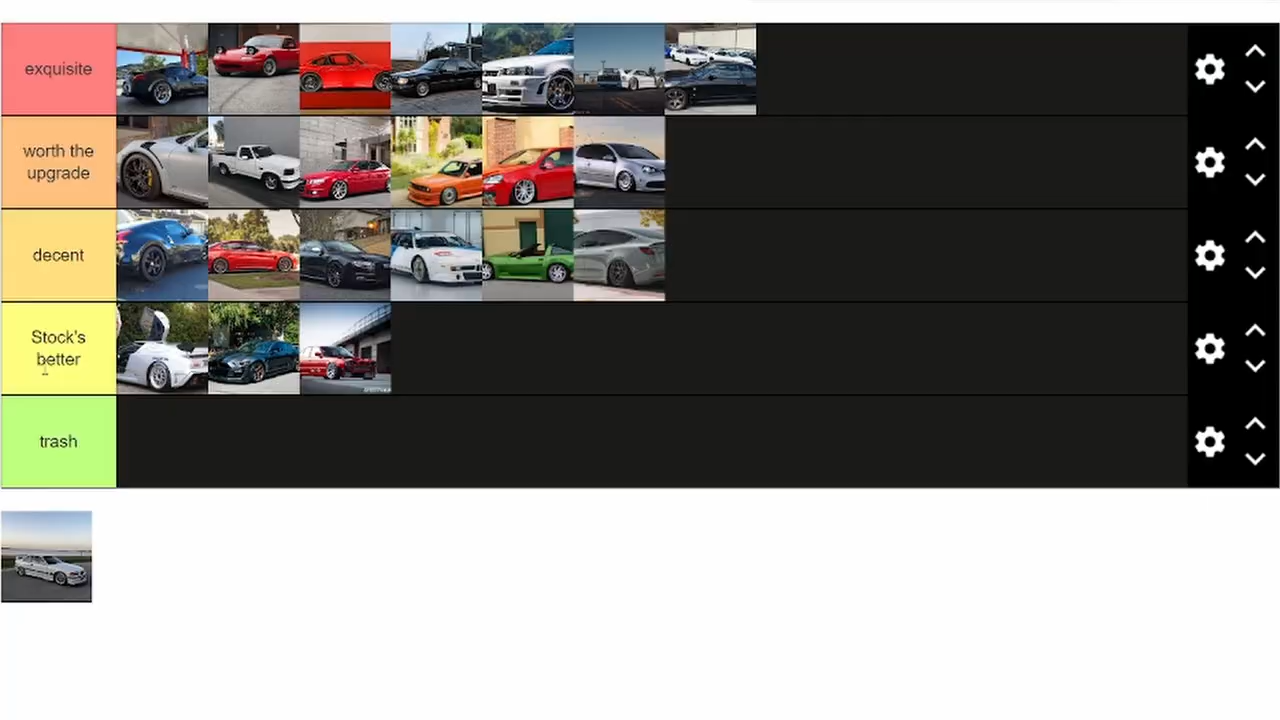 exquisite
worth the
upgrade
decent
Stock's
better
trash